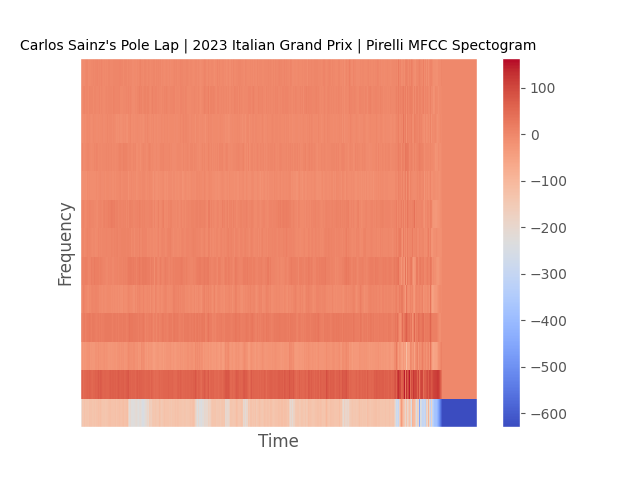 Carlos Sainz's Pole Lap | 2023 Italian Grand Prix | Pirelli MFCC Spectogram
Frequency
Time
100
0
−100
−200
−300
−400
−500
−600